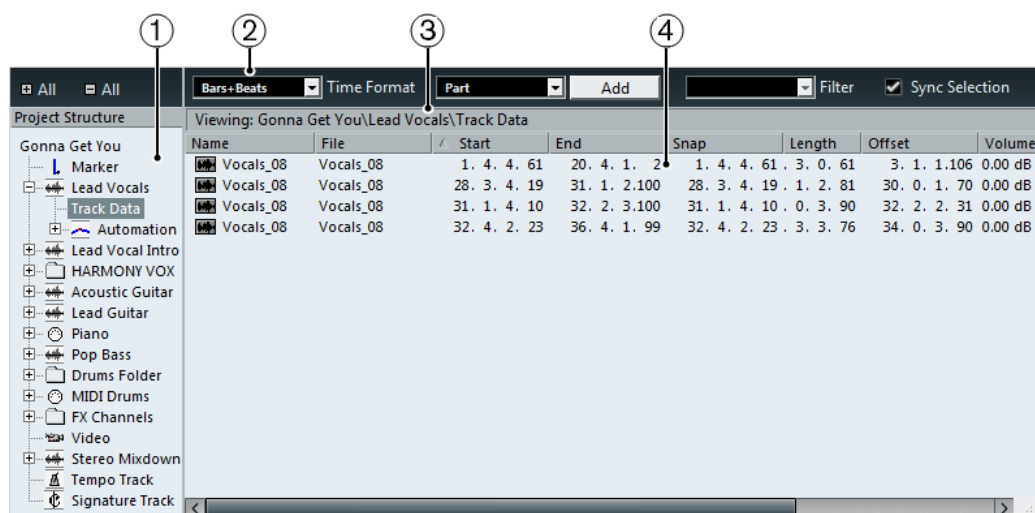 1 2 3 4
All All Bars+Beats Time Format Part Add Filter Sync Selection
Project Structure Viewing: Gonna Get You\Lead Vocals\Track Data
Gonna Get You Name File Start End Snap Length Offset Volume
Marker Vocals_08 Vocals_08 1. 4. 4. 61 20. 4. 1. 2 1. 4. 4. 61 . 3. 0. 61 3. 1. 1.106 0.00 dB
Lead Vocals Vocals_08 Vocals_08 28. 3. 4. 19 31. 1. 2.100 28. 3. 4. 19 . 1. 2. 81 30. 0. 1. 70 0.00 dB
Track Data Vocals_08 Vocals_08 31. 1. 4. 10 32. 2. 3.100 31. 1. 4. 10 . 0. 3. 90 32. 2. 2. 31 0.00 dB
Automation Vocals_08 Vocals_08 32. 4. 2. 23 36. 4. 1. 99 32. 4. 2. 23 . 3. 3. 76 34. 0. 3. 90 0.00 dB
Lead Vocal Intro
HARMONY VOX
Acoustic Guitar
Lead Guitar
Piano
Pop Bass
Drums Folder
MIDI Drums
FX Channels
Video
Stereo Mixdown
Tempo Track
Signature Track